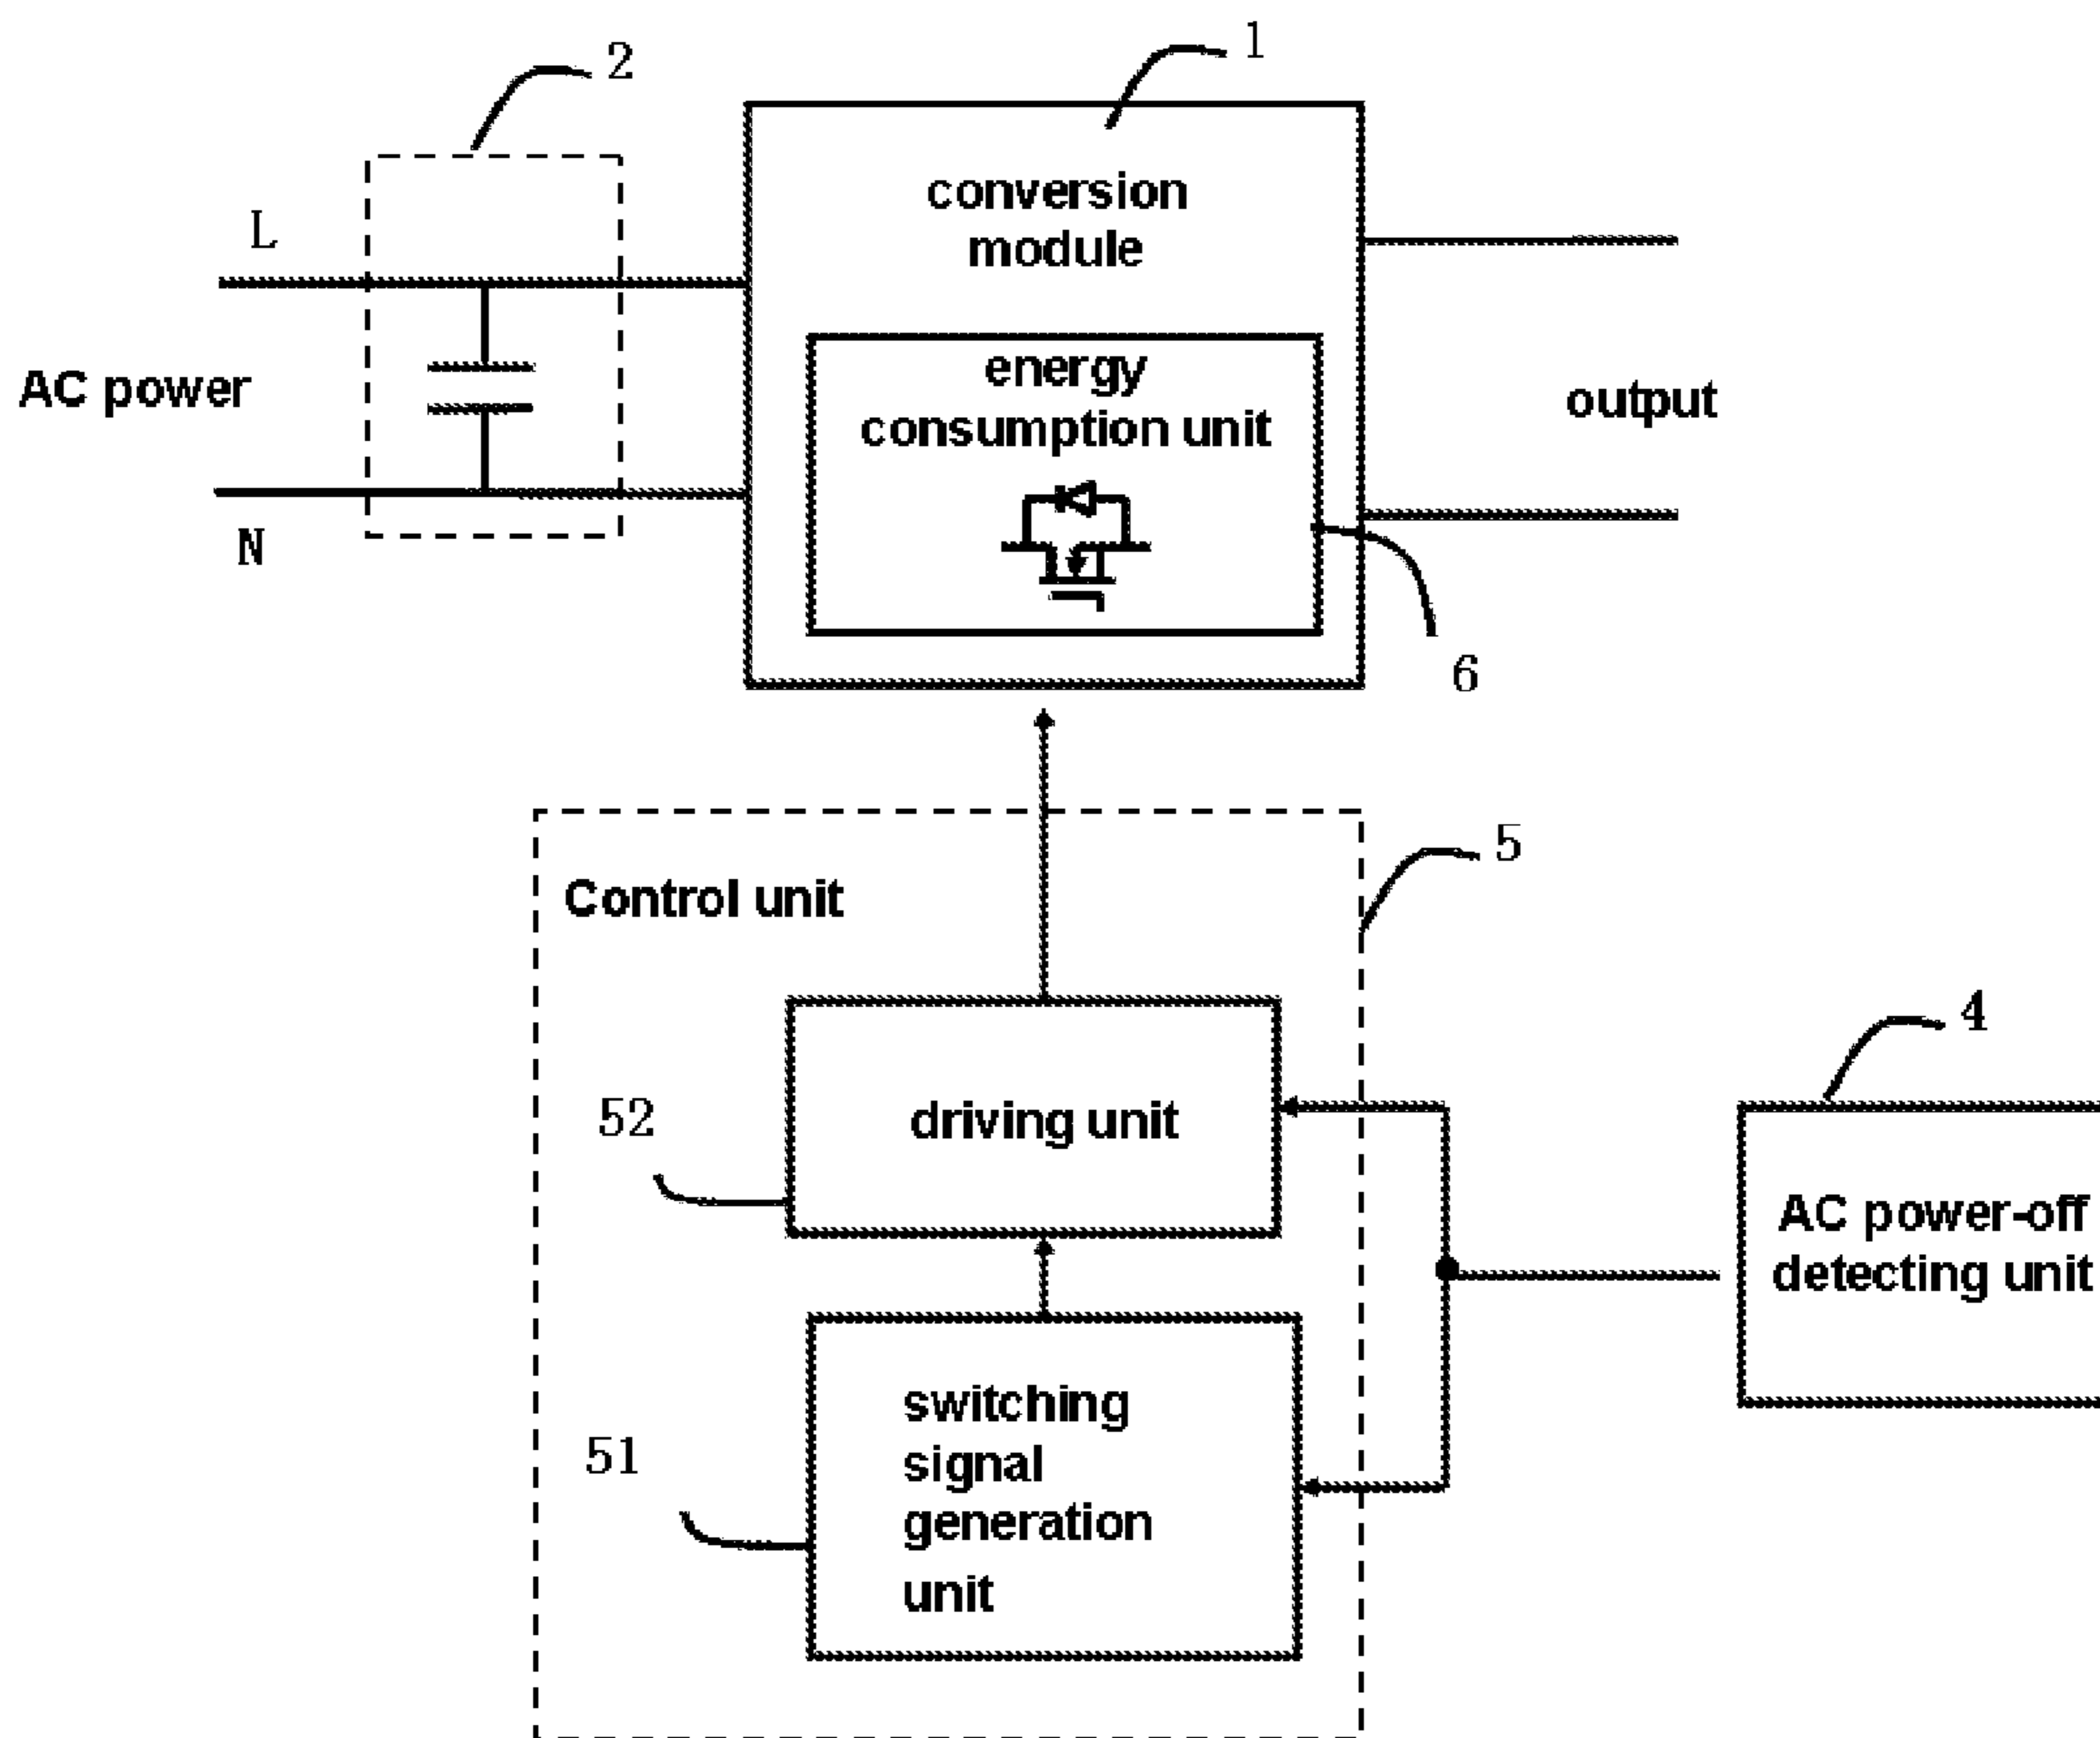 2
1
conversion
module
L
AC power
energy
consumption unit
output
N
6
5
Control unit
4
52
driving unit
AC power-off
detecting unit
switching
signal
generation
unit
51